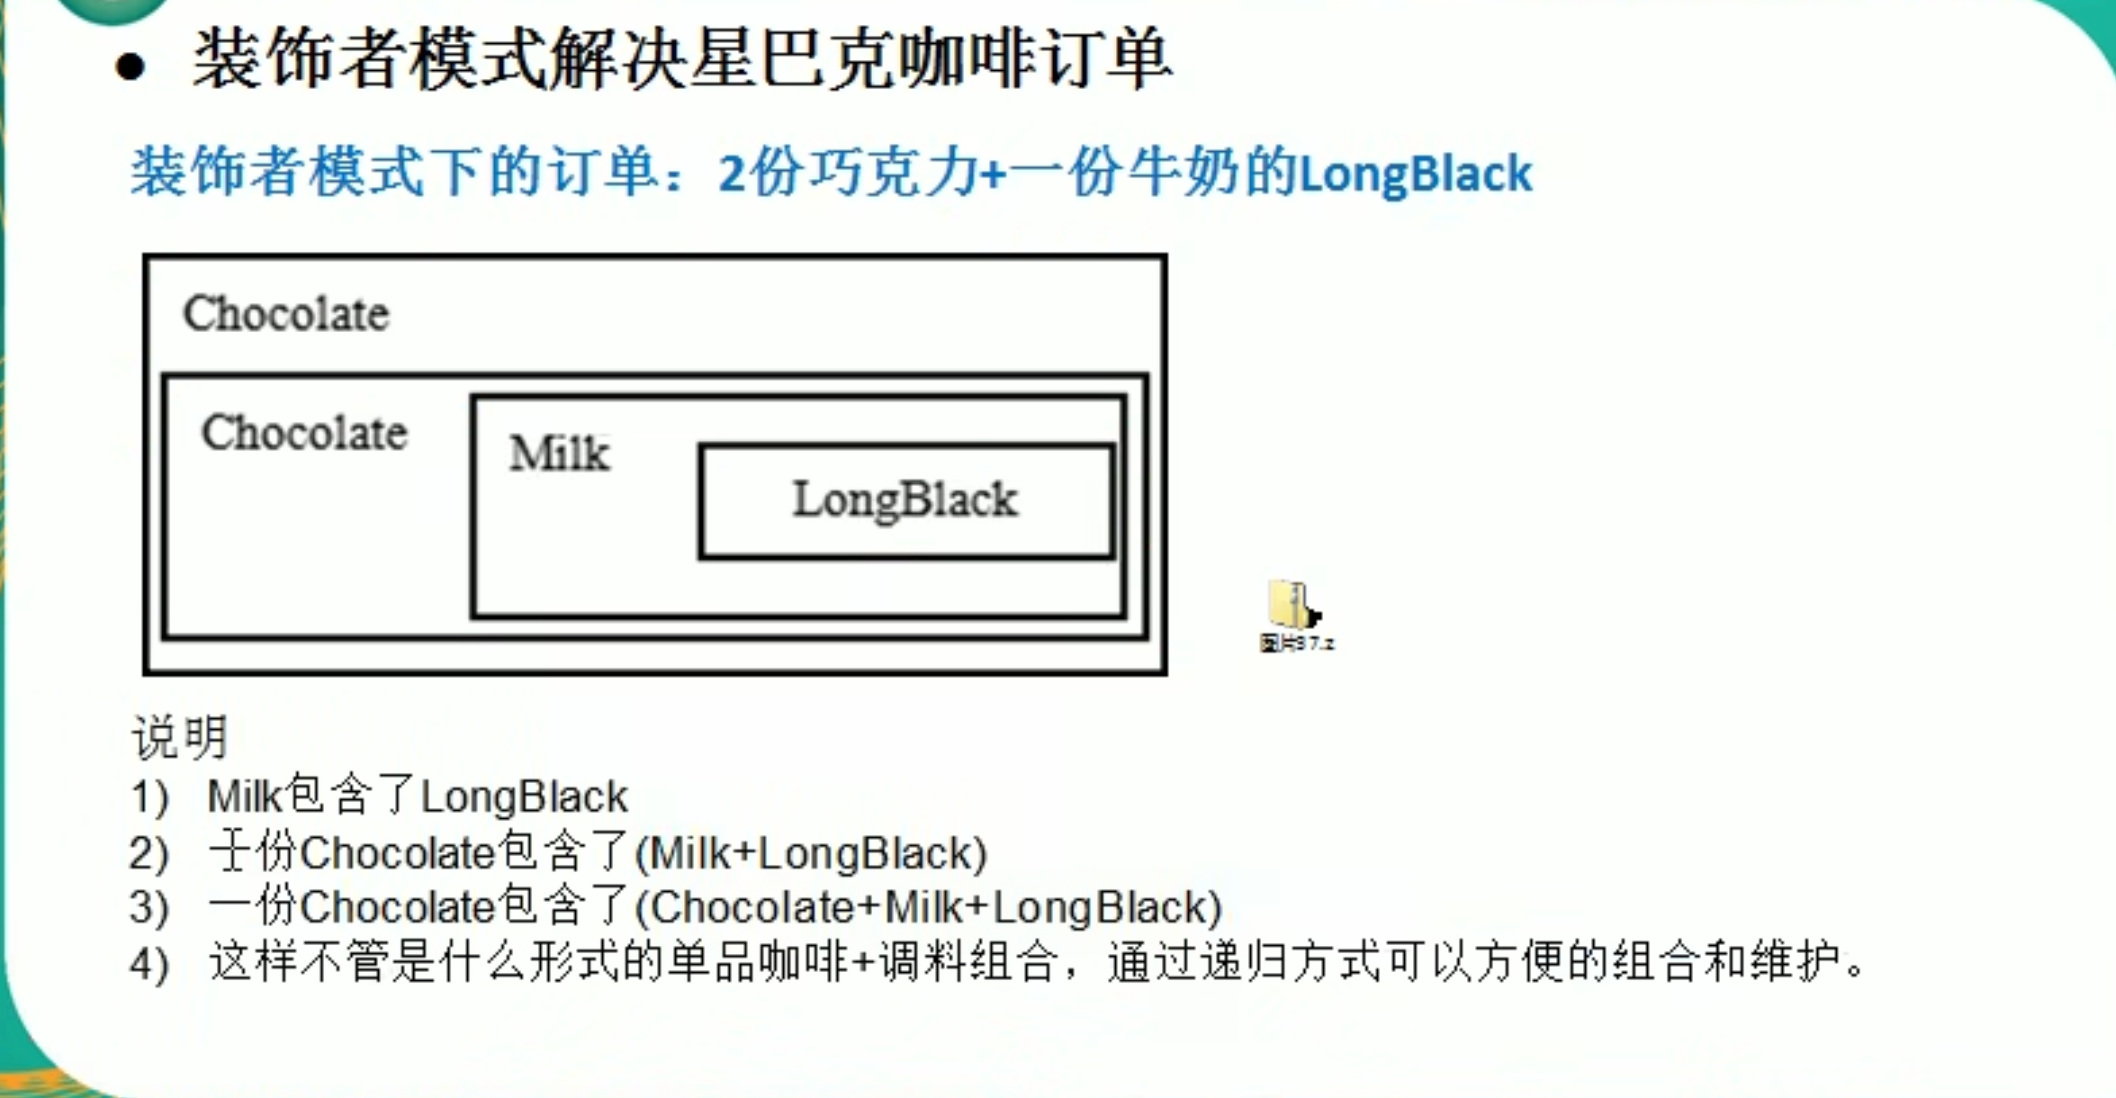 • 装饰者模式解决星巴克咖啡订单
装饰者模式下的订单：2份巧克力+一份牛奶的LongBlack
Chocolate
Chocolate
Milk
LongBlack
图片37.z
说明
1) Milk包含了LongBlack
2) 一份Chocolate包含了(Milk+LongBlack)
3) 一份Chocolate包含了(Chocolate+Milk+LongBlack)
4) 这样不管是什么形式的单品咖啡+调料组合，通过递归方式可以方便的组合和维护。